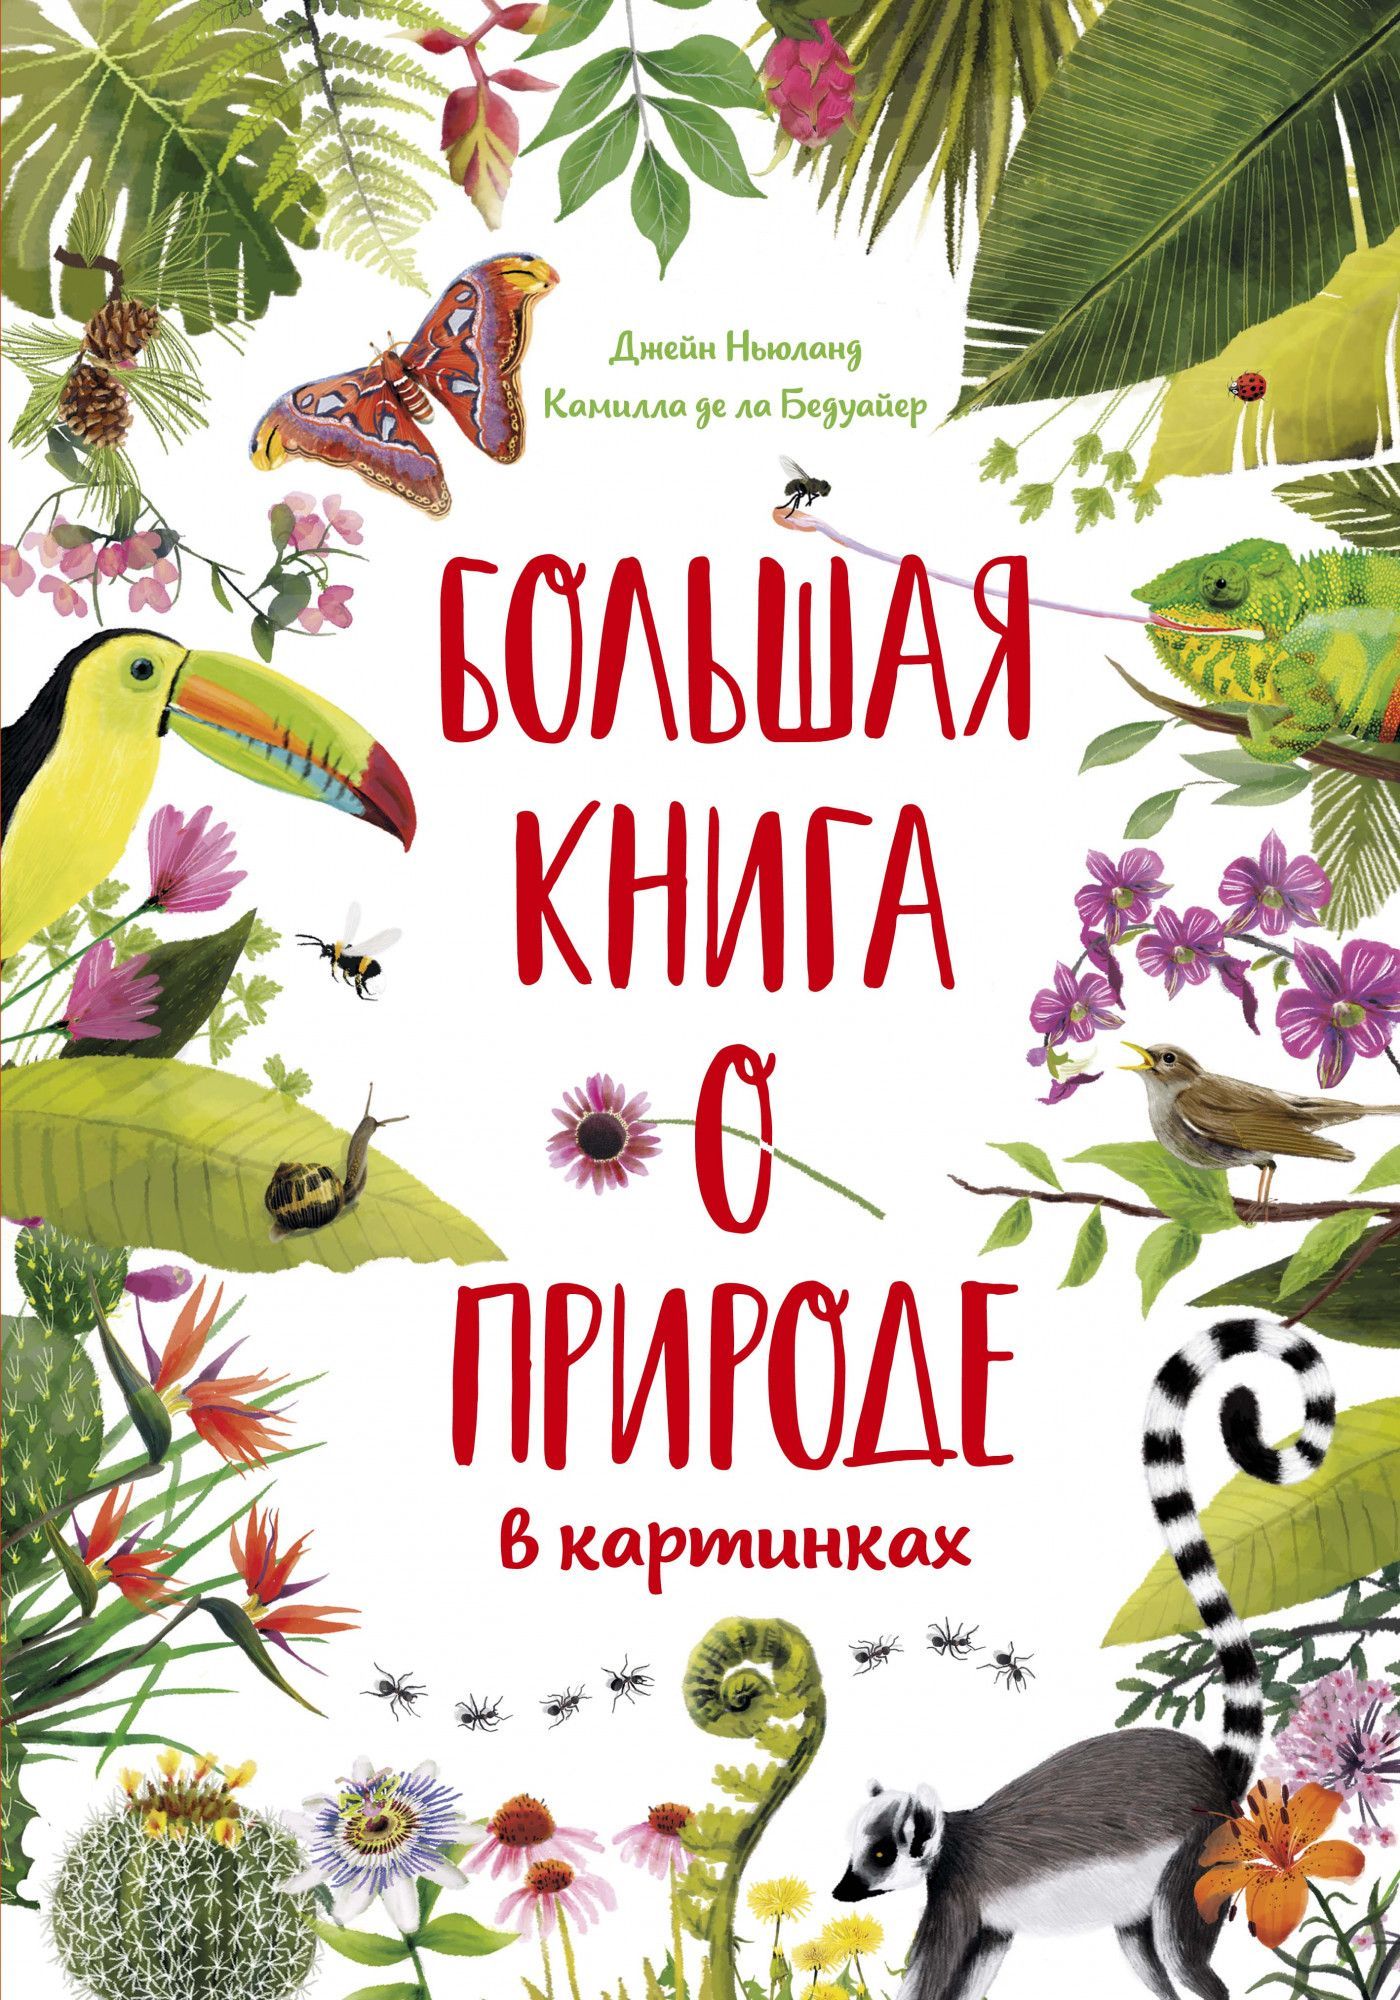 Джейн Ньюланд
Камилла де ла Бедуайер
БОЛЬШАЯ
КНИГА
О
ПРИРОДЕ
в картинках